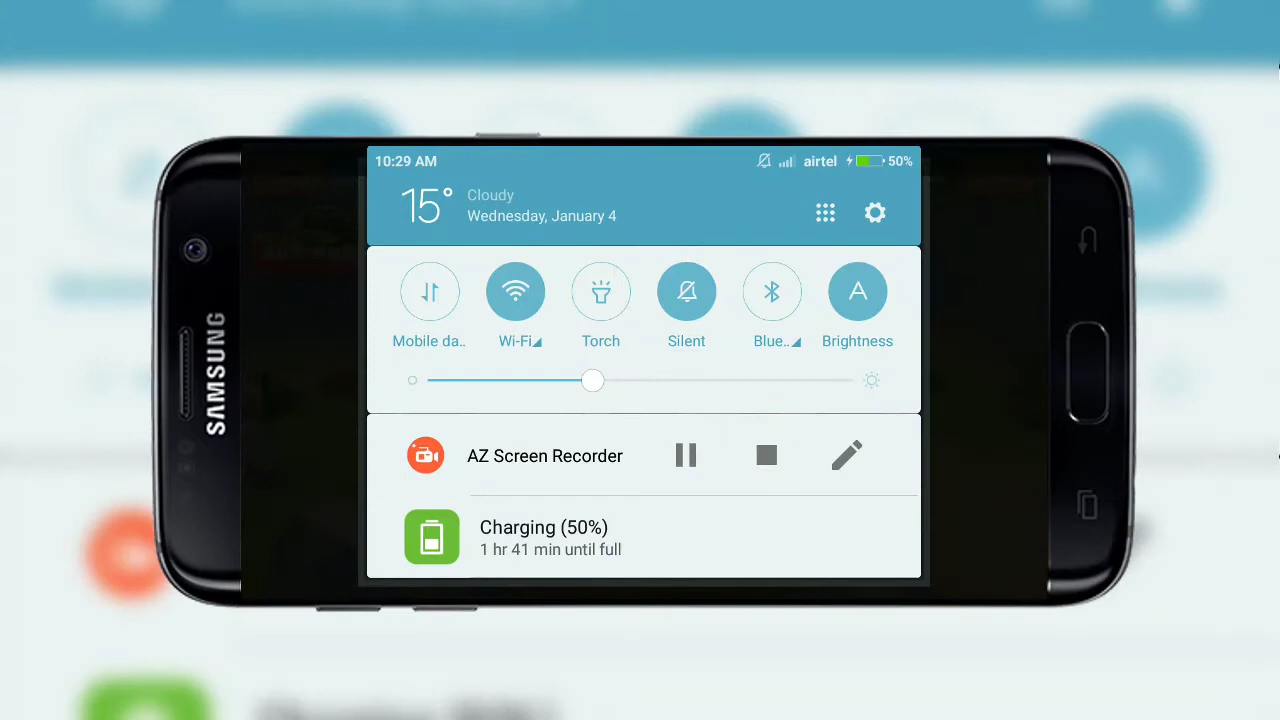 10:29 AM airtel 50%
15° Cloudy
Wednesday, January 4
Mobile da.. Wi-Fi Torch Silent Blue.. Brightness
AZ Screen Recorder
Charging (50%)
1 hr 41 min until full
SAMSUNG